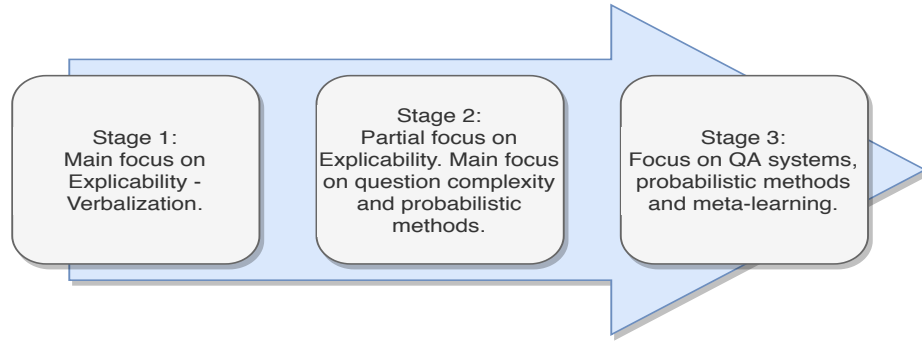 Stage 1:
Main focus on
Explicability -
Verbalization.
Stage 2:
Partial focus on
Explicability. Main focus
on question complexity
and probabilistic
methods.
Stage 3:
Focus on QA systems,
probabilistic methods
and meta-learning.